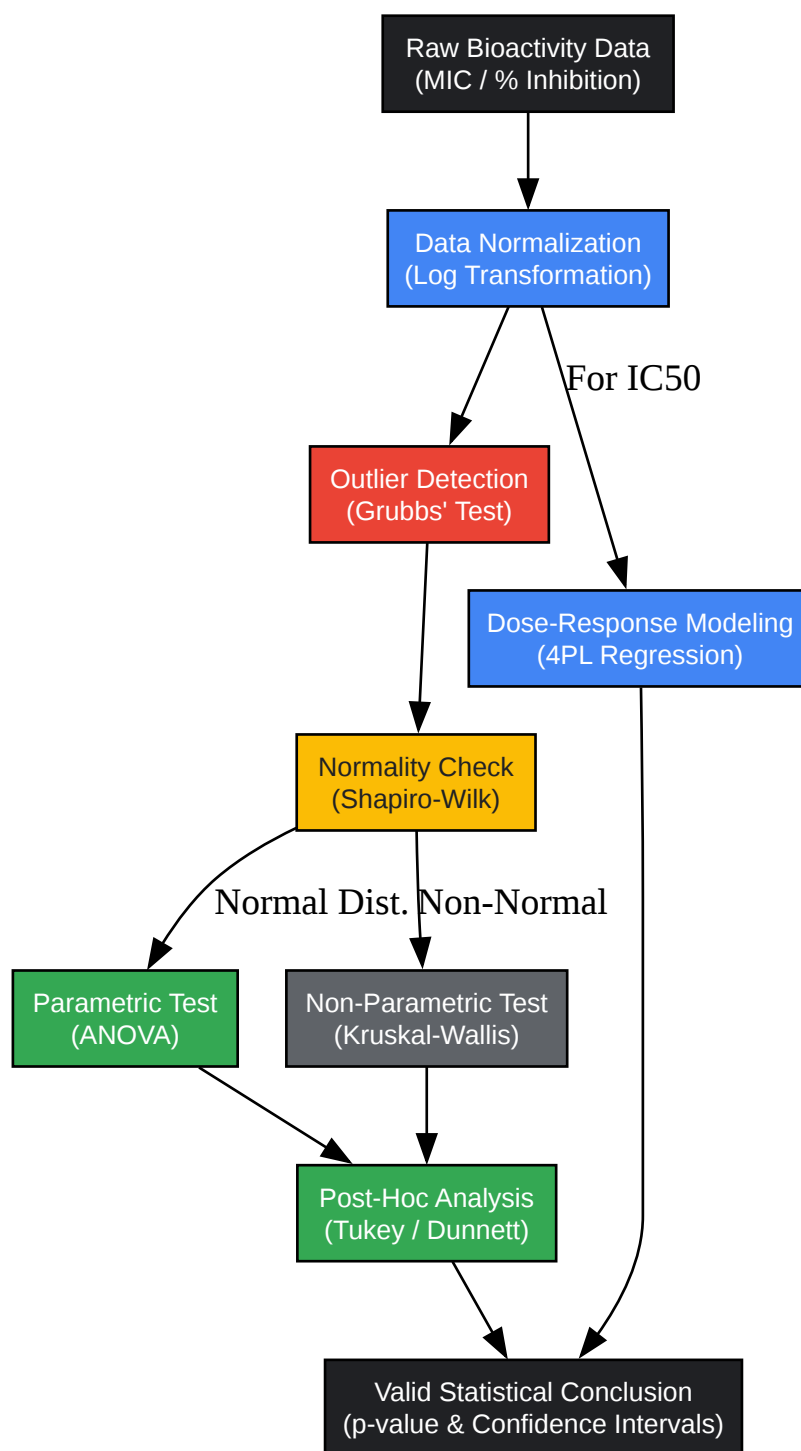 Raw Bioactivity Data
(MIC / % Inhibition)
Data Normalization
(Log Transformation)
For IC50
Outlier Detection
(Grubbs' Test)
Dose-Response Modeling
(4PL Regression)
Normality Check
(Shapiro-Wilk)
Normal Dist.
Non-Normal
Parametric Test
(ANOVA)
Non-Parametric Test
(Kruskal-Wallis)
Post-Hoc Analysis
(Tukey / Dunnett)
Valid Statistical Conclusion
(p-value & Confidence Intervals)